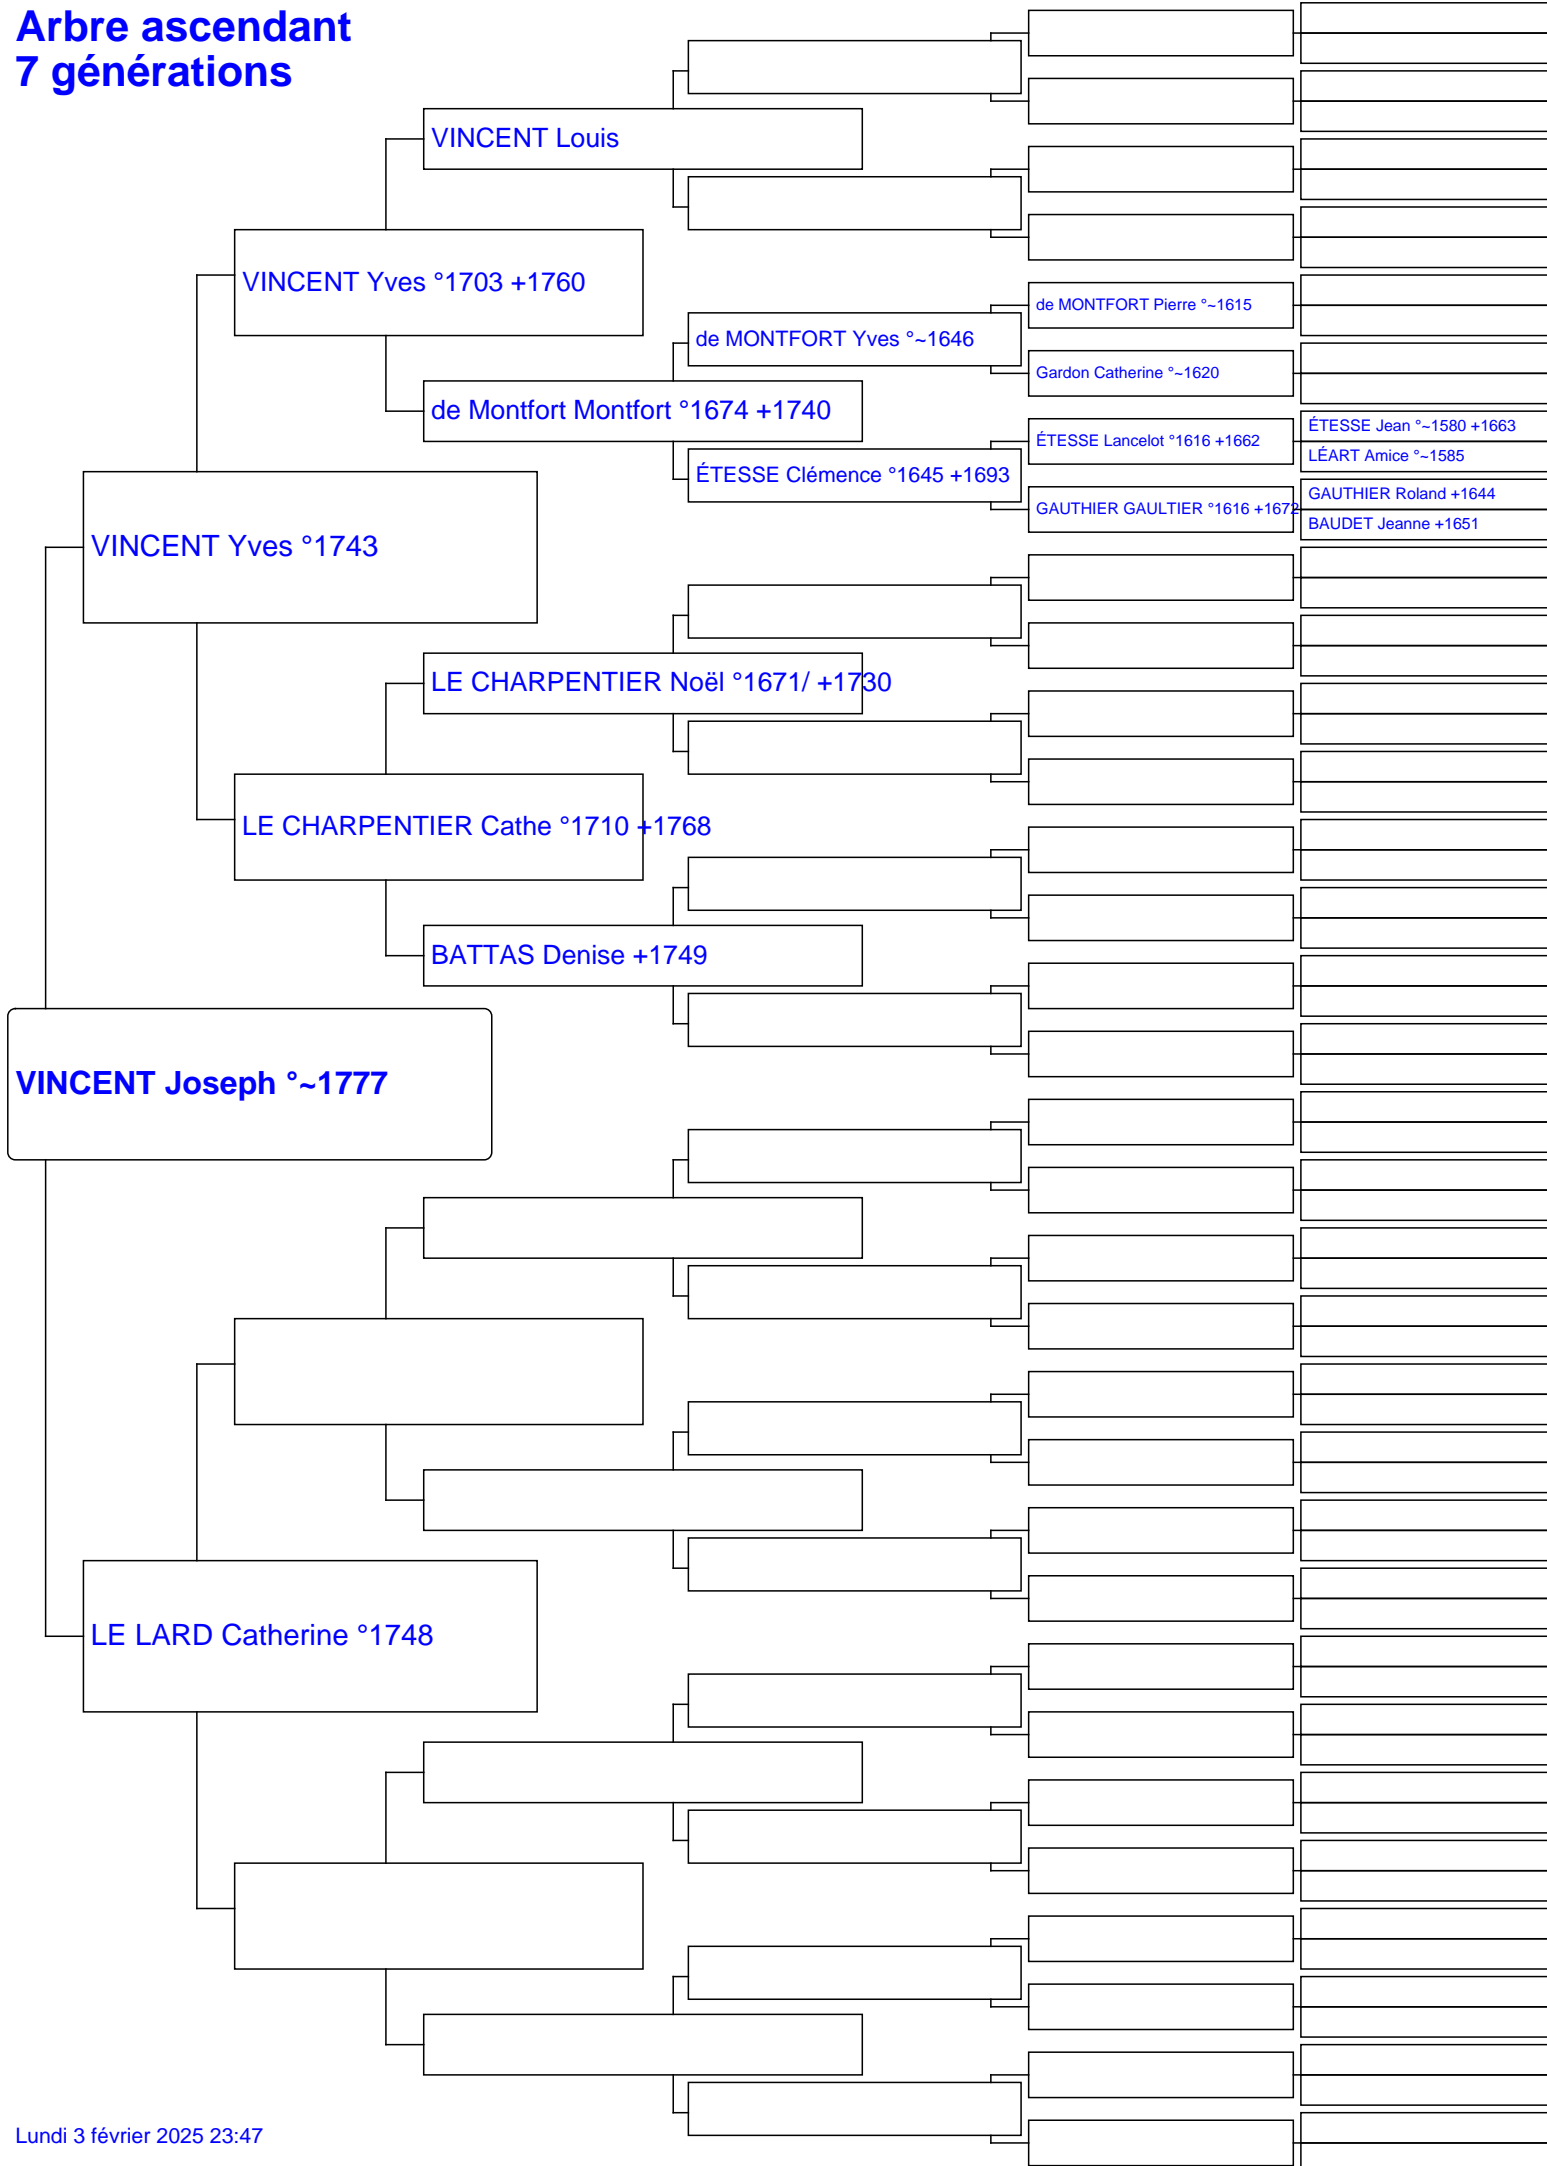 Arbre ascendant
7 générations
VINCENT Louis
VINCENT Yves °1703 +1760
de MONTFORT Pierre °~1615
de MONTFORT Yves °~1646
Gardon Catherine °~1620
de Montfort Montfort °1674 +1740
ÉTESSE Jean °~1580 +1663
ÉTESSE Lancelot °1616 +1662
LÉART Amice °~1585
ÉTESSE Clémence °1645 +1693
GAUTHIER Roland +1644
GAUTHIER GAULTIER °1616 +1672
BAUDET Jeanne +1651
VINCENT Yves °1743
LE CHARPENTIER Noël °1671/ +1730
LE CHARPENTIER Cathe °1710 +1768
BATTAS Denise +1749
VINCENT Joseph °~1777
LE LARD Catherine °1748
Lundi 3 février 2025 23:47